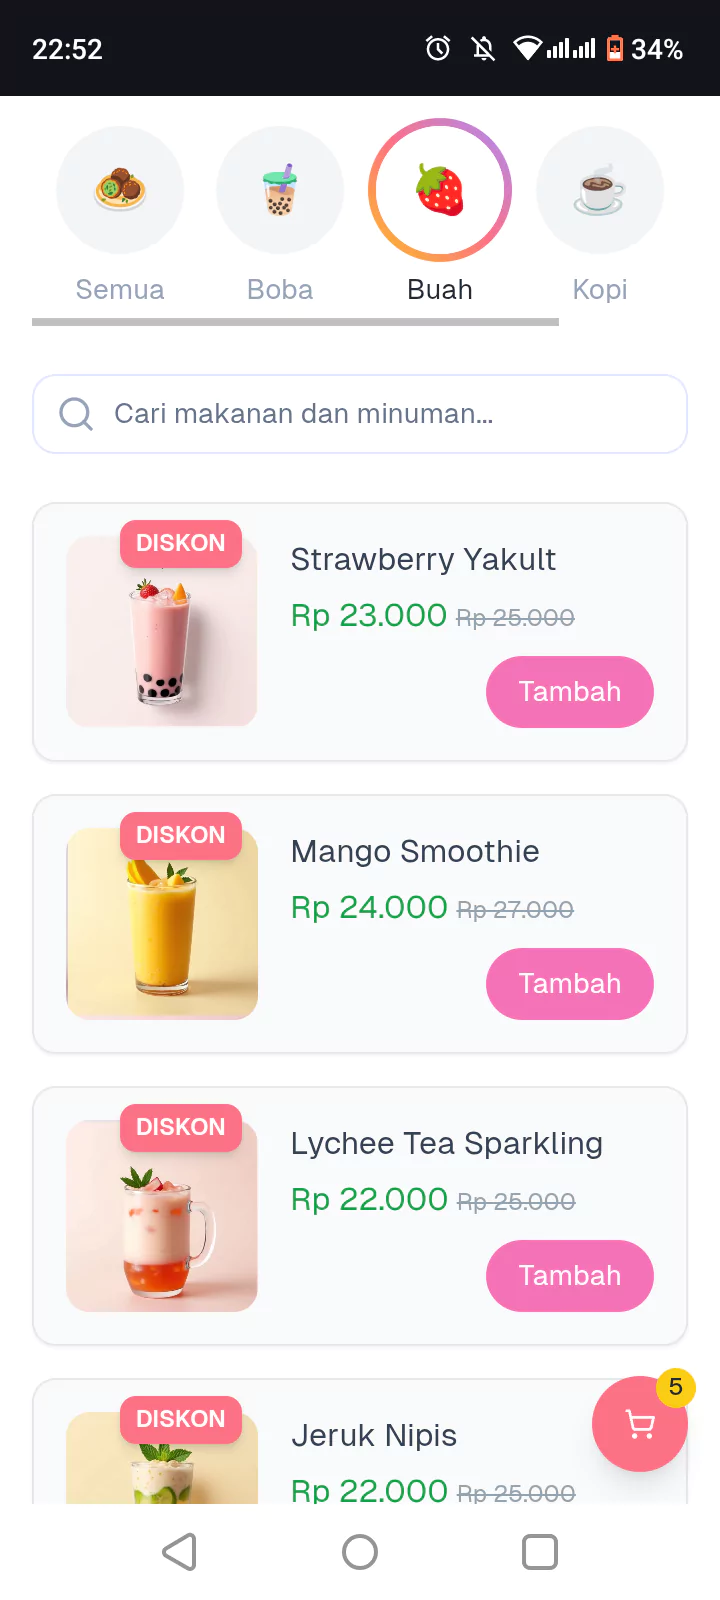 22:52 34%
Semua Boba Buah Kopi
Cari makanan dan minuman...
DISKON
Strawberry Yakult
Rp 23.000 Rp 25.000
Tambah
DISKON
Mango Smoothie
Rp 24.000 Rp 27.000
Tambah
DISKON
Lychee Tea Sparkling
Rp 22.000 Rp 25.000
Tambah
5
DISKON
Jeruk Nipis
Rp 22.000 Rp 25.000